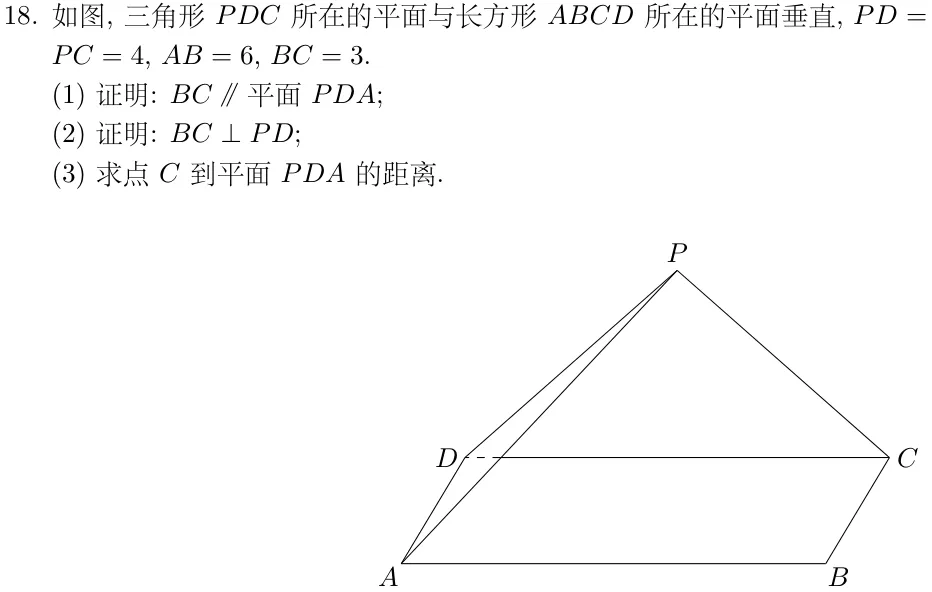 18. 如图, 三角形 PDC 所在的平面与长方形 ABCD 所在的平面垂直, PD =
PC = 4, AB = 6, BC = 3.
(1) 证明: BC ∥ 平面 PDA;
(2) 证明: BC ⊥ PD;
(3) 求点 C 到平面 PDA 的距离.
P
D
C
A
B